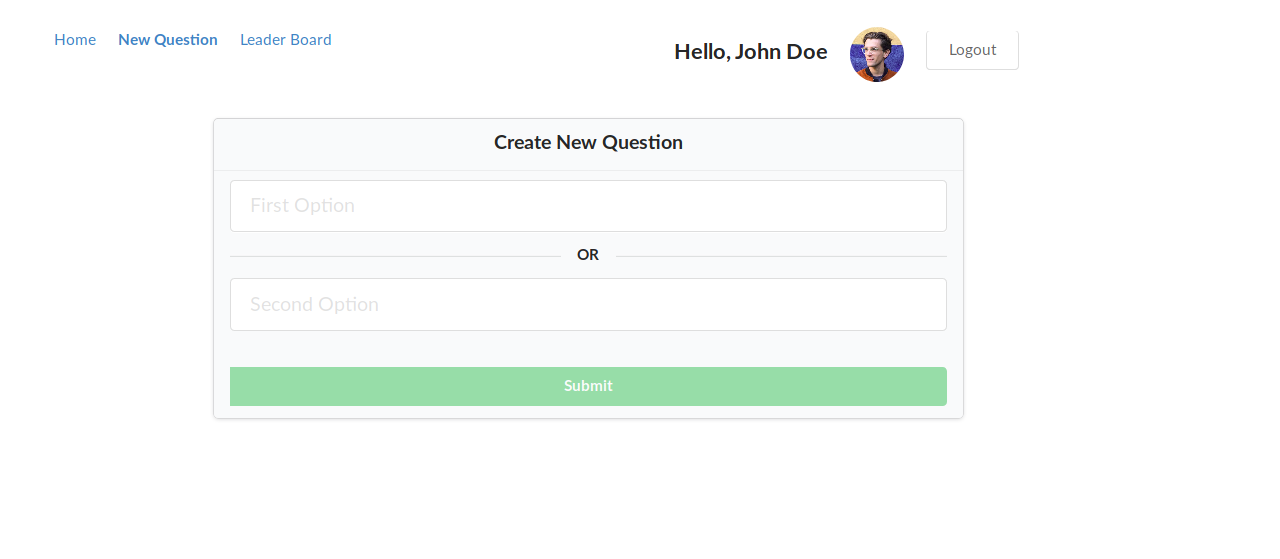 Home New Question Leader Board
Hello, John Doe
Logout
Create New Question
First Option
OR
Second Option
Submit